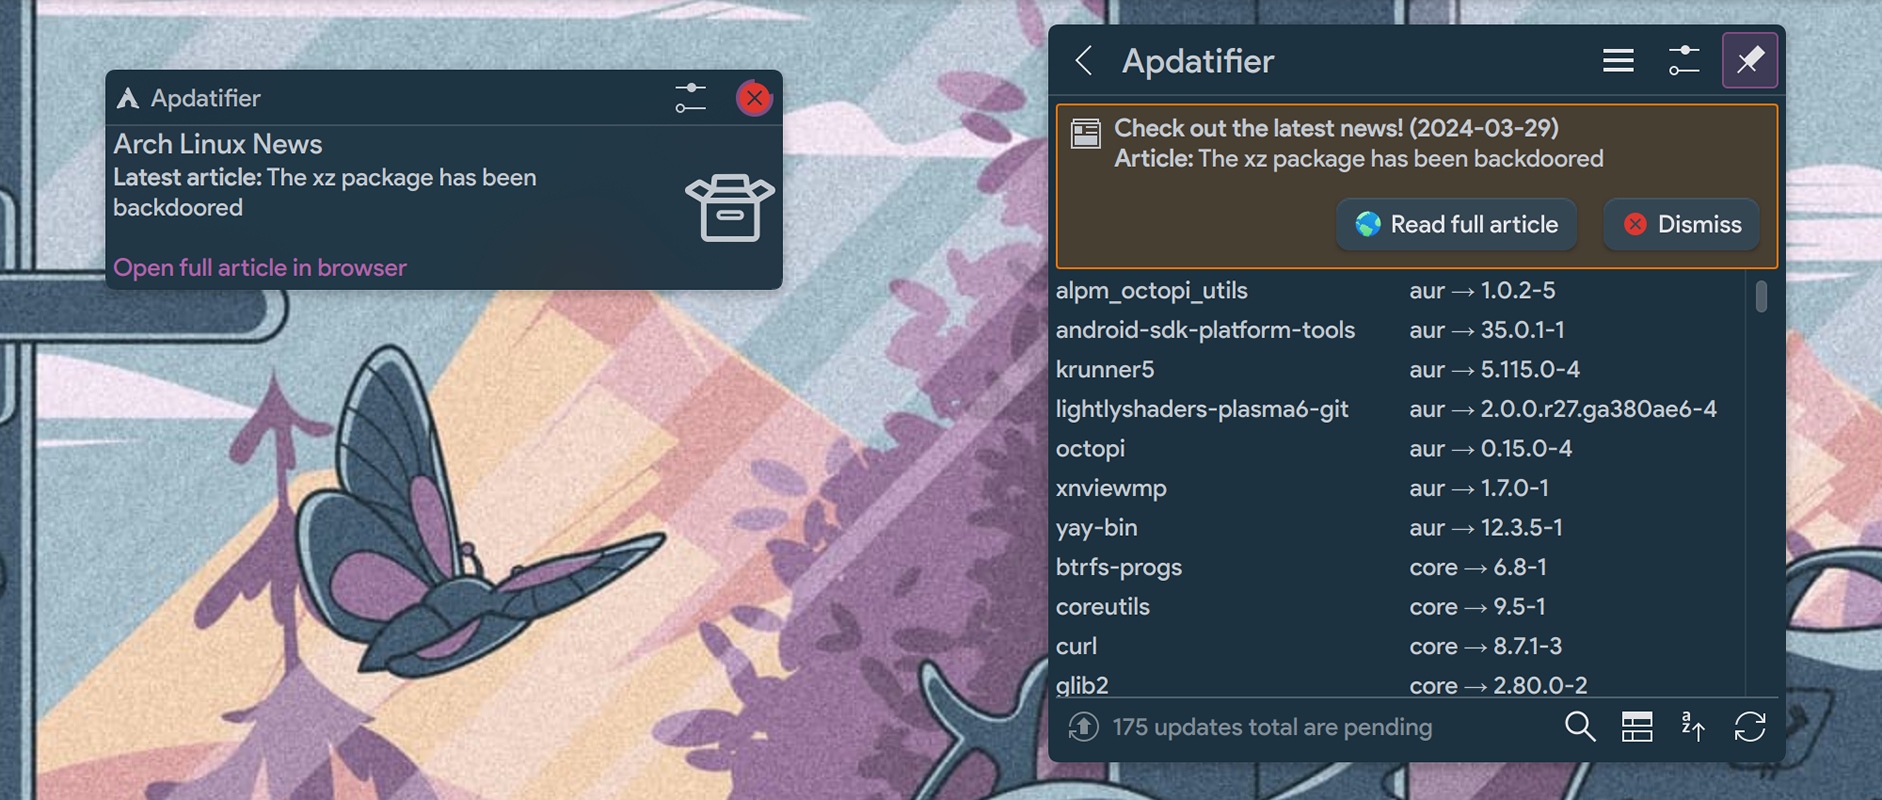 Apdatifier
Arch Linux News
Latest article: The xz package has been
backdoored
Open full article in browser
Apdatifier
Check out the latest news! (2024-03-29)
Article: The xz package has been backdoored
Read full article
Dismiss
alpm_octopi_utils aur → 1.0.2-5
android-sdk-platform-tools aur → 35.0.1-1
krunner5 aur → 5.115.0-4
lightlyshaders-plasma6-git aur → 2.0.0.r27.ga380ae6-4
octopi aur → 0.15.0-4
xnviewmp aur → 1.7.0-1
yay-bin aur → 12.3.5-1
btrfs-progs core → 6.8-1
coreutils core → 9.5-1
curl core → 8.7.1-3
glib2 core → 2.80.0-2
175 updates total are pending